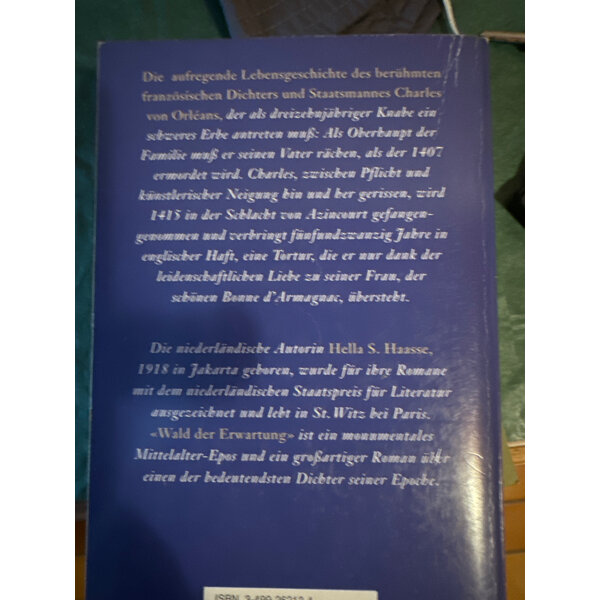 Die aufregende Lebensgeschichte des berühmten
französischen Dichters und Staatsmannes Charles
von Orléans, der als dreizehnjähriger Knabe ein
schweres Erbe antreten muß: Als Oberhaupt der
Familie muß er seinen Vater rächen, als der 1407
ermordet wird. Charles, zwischen Pflicht und
künstlerischer Neigung hin und her gerissen, wird
1415 in der Schlacht von Azincourt gefangen-
genommen und verbringt fünfundzwanzig Jahre in
englischer Haft, eine Tortur, die er nur dank der
leidenschaftlichen Liebe zu seiner Frau, der
schönen Bonne d'Armagnac, übersteht.
Die niederländische Autorin Hella S. Haasse,
1918 in Jakarta geboren, wurde für ihre Romane
mit dem niederländischen Staatspreis für Literatur
ausgezeichnet und lebt in St. Witz bei Paris.
«Wald der Erwartung» ist ein monumentales
Mittelalter-Epos und ein großartiger Roman über
einen der bedeutendsten Dichter seiner Epoche.
ISBN 3-499-26212-4